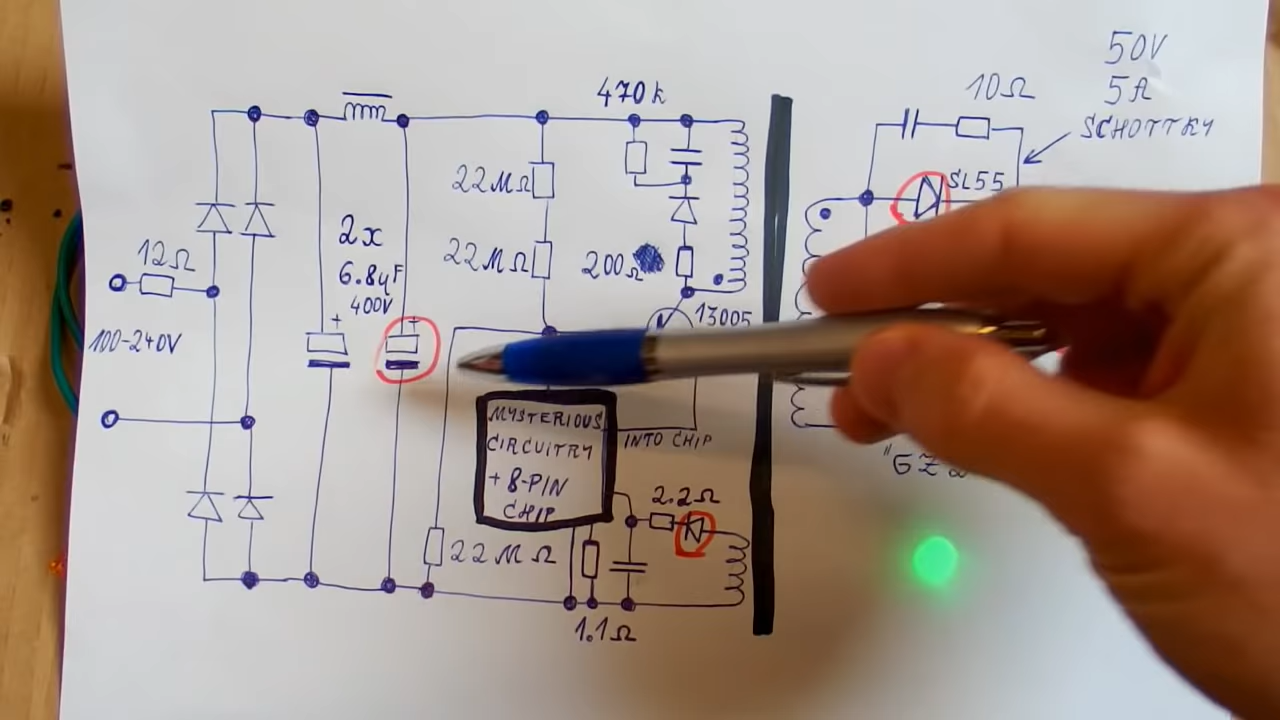 50V
5A
SCHOTTKY
10Ω
470k
SL55
22MΩ
22MΩ
200Ω
12Ω
100-240V
2x
6.8µF
400V
+
+
13005
MYSTERIOUS
CIRCUITRY
+ 8-PIN
CHIP
INTO CHIP
2.2Ω
22MΩ
1.1Ω